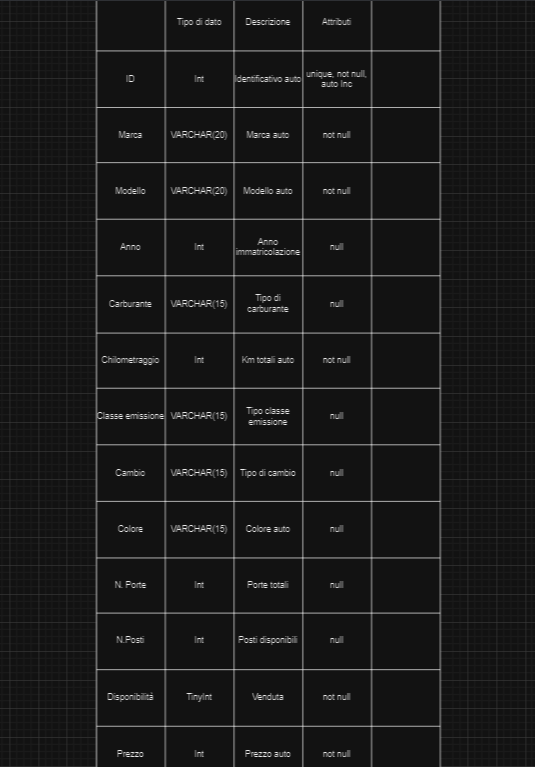 Tipo di dato Descrizione Attributi
ID Int Identificativo auto unique, not null,
auto Inc
Marca VARCHAR(20) Marca auto not null
Modello VARCHAR(20) Modello auto not null
Anno Int Anno
immatricolazione null
Carburante VARCHAR(15) Tipo di
carburante null
Chilometraggio Int Km totali auto not null
Classe emissione VARCHAR(15) Tipo classe
emissione null
Cambio VARCHAR(15) Tipo di cambio null
Colore VARCHAR(15) Colore auto null
N. Porte Int Porte totali null
N.Posti Int Posti disponibili null
Disponibilità TinyInt Venduta not null
Prezzo Int Prezzo auto not null